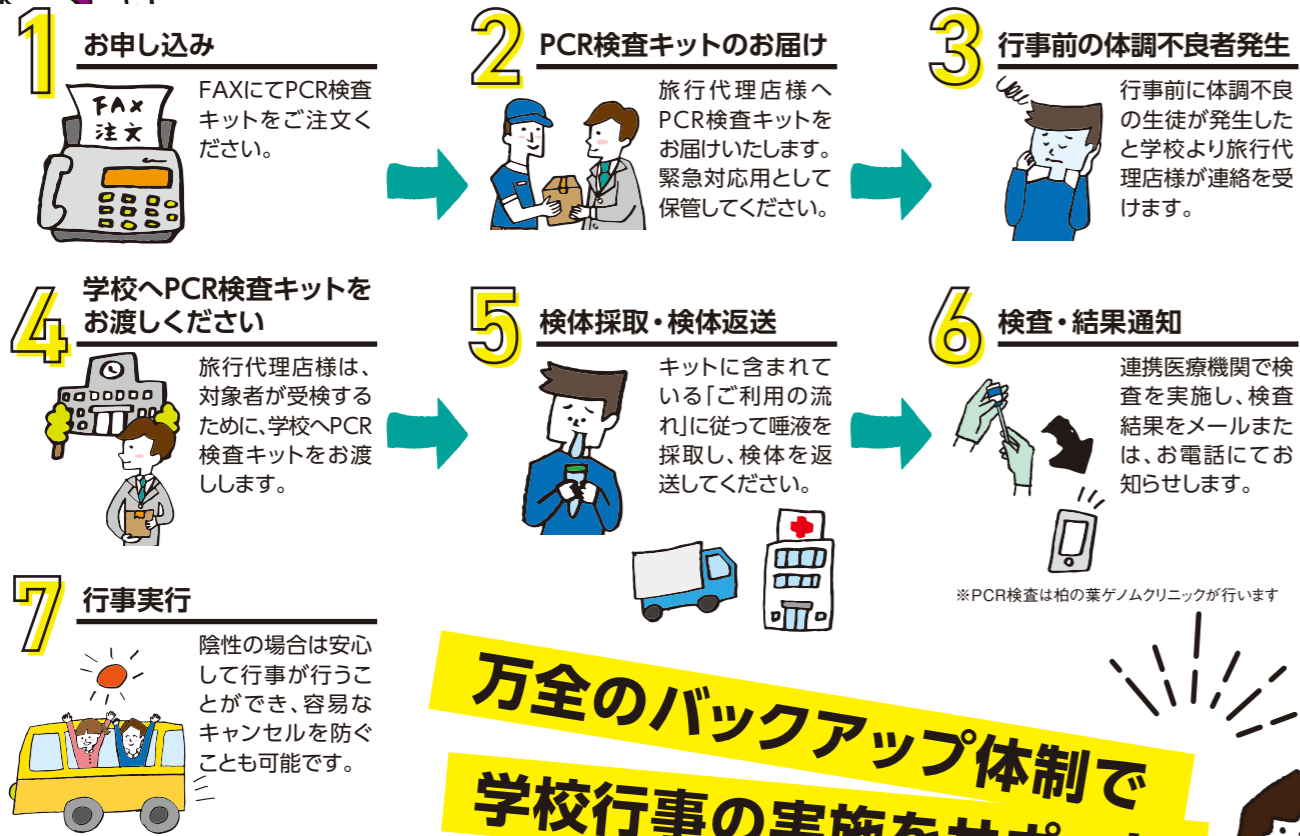 1
お申し込み
FAX
注文
FAXにてPCR検査
キットをご注文く
ださい。
2
PCR検査キットのお届け
旅行代理店様へ
PCR検査キットを
お届けいたします。
緊急対応用として
保管してください。
3
行事前の体調不良者発生
行事前に体調不良
の生徒が発生した
と学校より旅行代
理店様が連絡を受
けます。
4
学校へPCR検査キットを
お渡しください
旅行代理店様は、
対象者が受検する
ために、学校へPCR
検査キットをお渡
しします。
5
検体採取・検体返送
キットに含まれて
いる「ご利用の流
れ」に従って唾液を
採取し、検体を返
送してください。
6
検査・結果通知
連携医療機関で検
査を実施し、検査
結果をメールまた
は、お電話にてお
知らせします。
※PCR検査は柏の葉ゲノムクリニックが行います
7
行事実行
陰性の場合は安心
して行事が行うこ
とができ、容易な
キャンセルを防ぐ
ことも可能です。
万全のバックアップ体制で
学校行事の実施をサポ